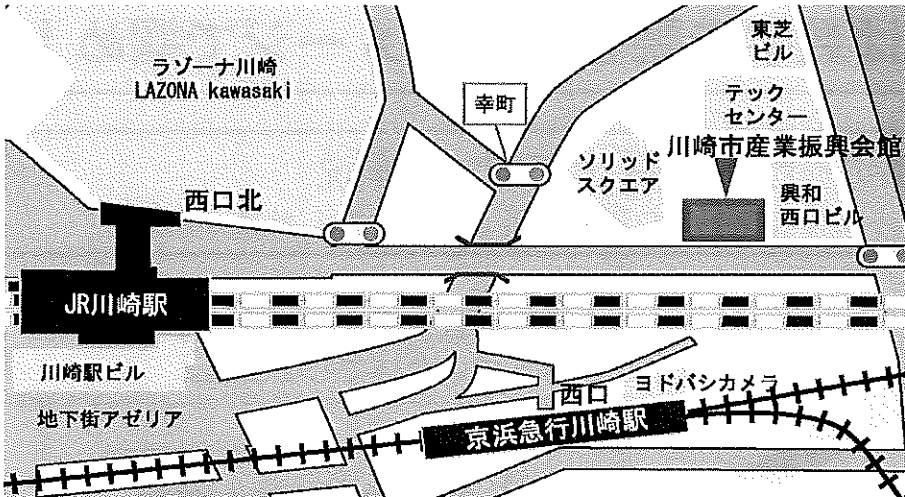 ラゾーナ川崎
LAZONA kawasaki
幸町
東芝
ビル
テック
センター
川崎市産業振興会館
ソリッド
スクエア
興和
西口ビル
西口北
JR川崎駅
川崎駅ビル
地下街アゼリア
西口
ヨドバシカメラ
京浜急行川崎駅